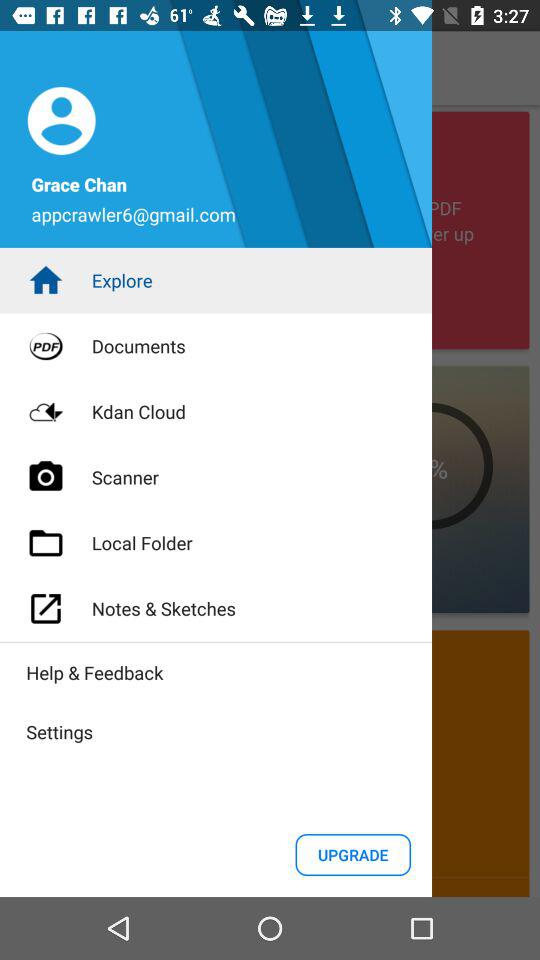 61° 3:27
Grace Chan
appcrawler6@gmail.com
PDF
er up
Explore
PDF Documents
Kdan Cloud
%
Scanner
Local Folder
Notes & Sketches
Help & Feedback
Settings
UPGRADE